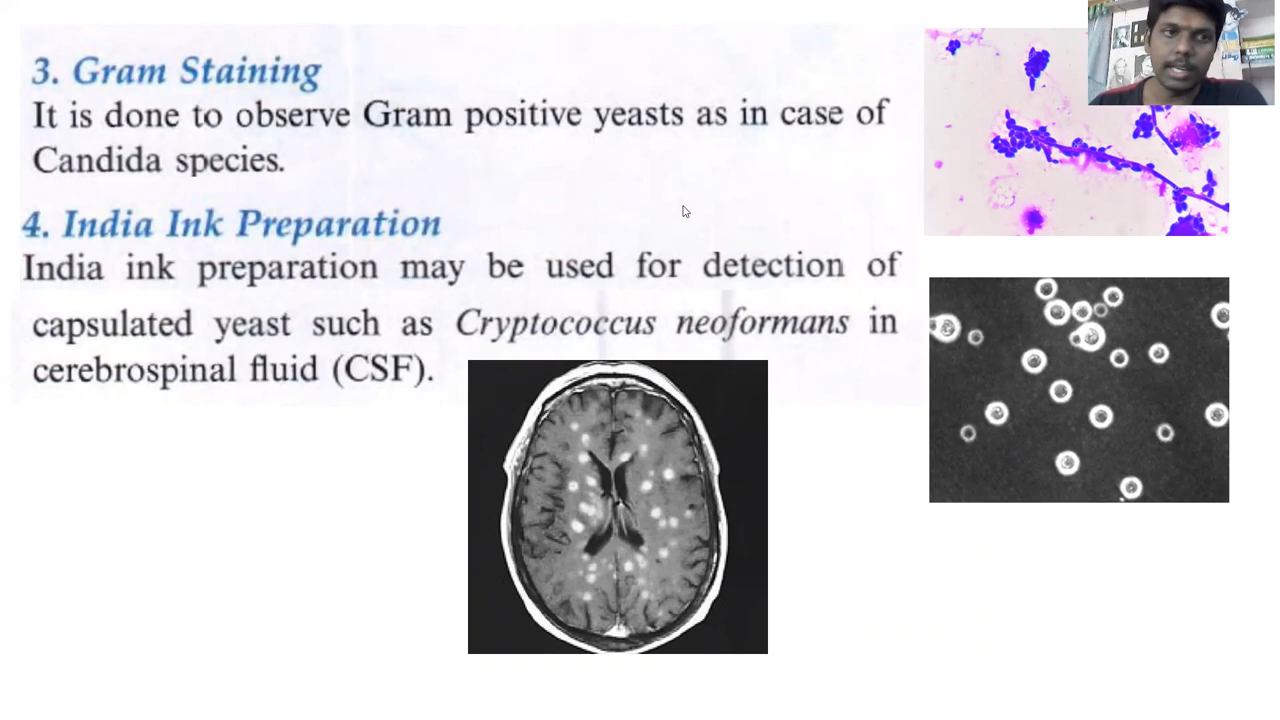 3. Gram Staining
It is done to observe Gram positive yeasts as in case of
Candida species.
4. India Ink Preparation
India ink preparation may be used for detection of
capsulated yeast such as Cryptococcus neoformans in
cerebrospinal fluid (CSF).